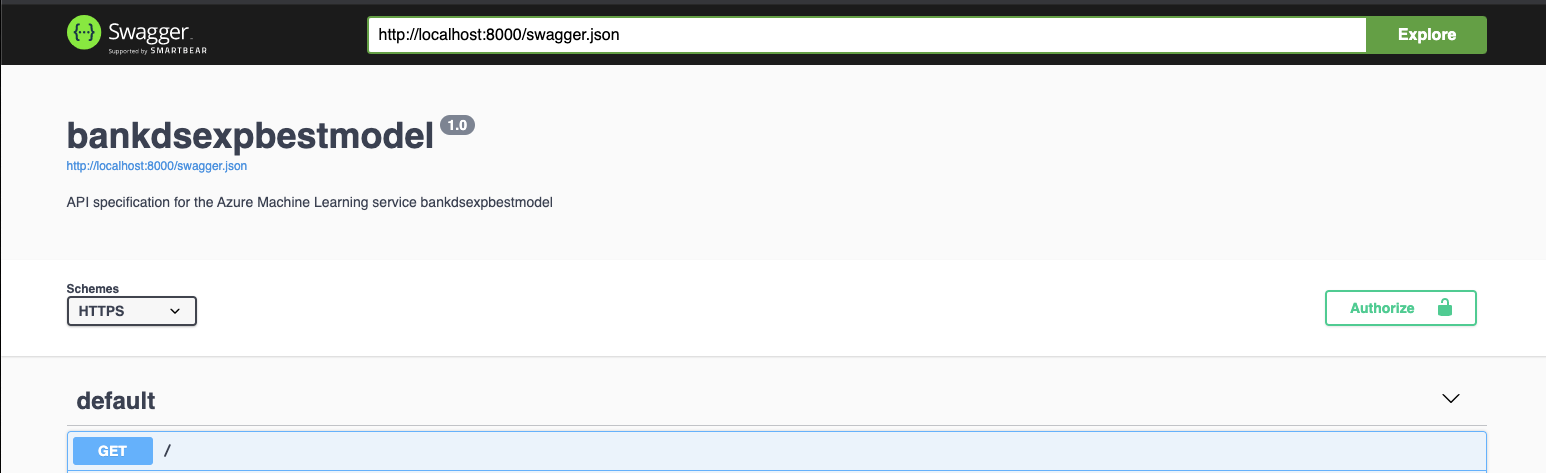 {··}
Swagger
Supported by SMARTBEAR
http://localhost:8000/swagger.json
Explore
bankdsexpbestmodel 1.0
http://localhost:8000/swagger.json
API specification for the Azure Machine Learning service bankdsexpbestmodel
Schemes
HTTPS
Authorize
default
GET /